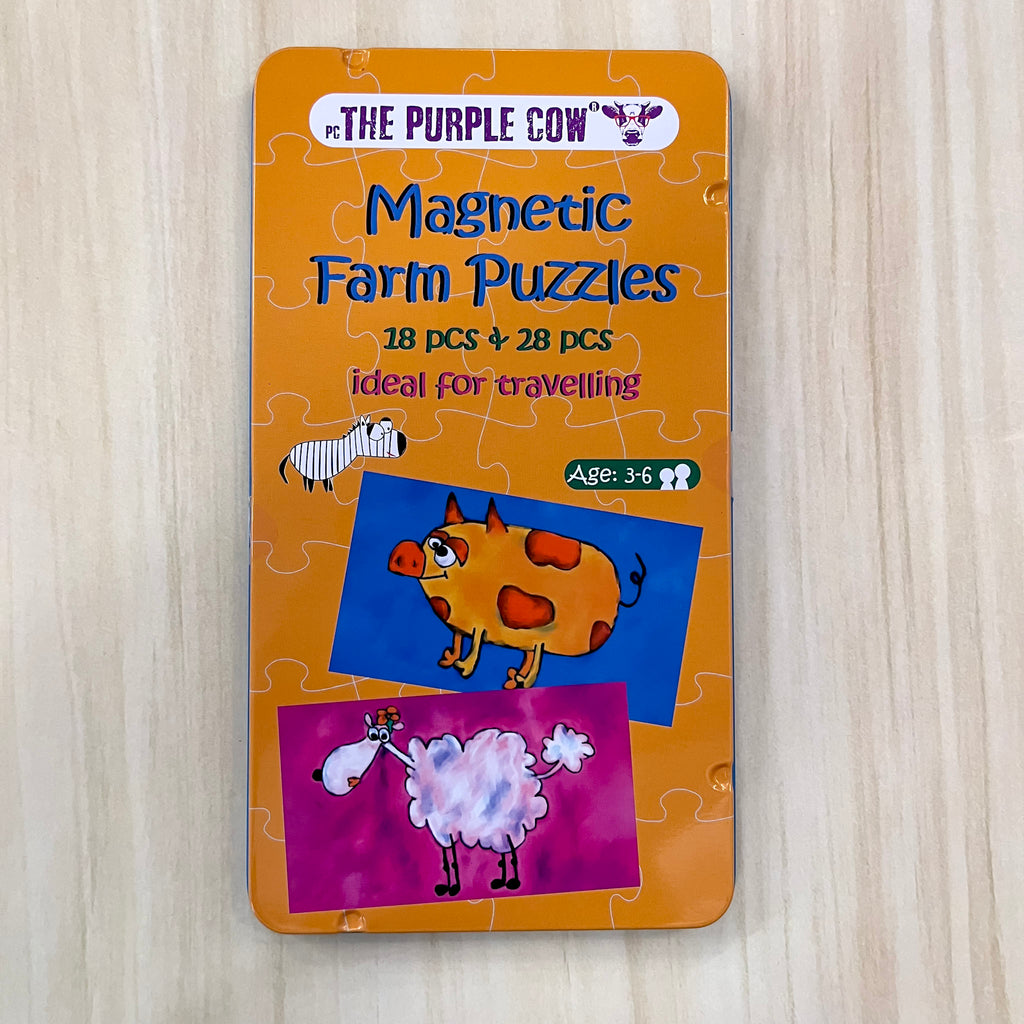 PC THE PURPLE COW®
Magnetic
Farm Puzzles
18 pcs & 28 pcs
ideal for travelling
Age: 3-6